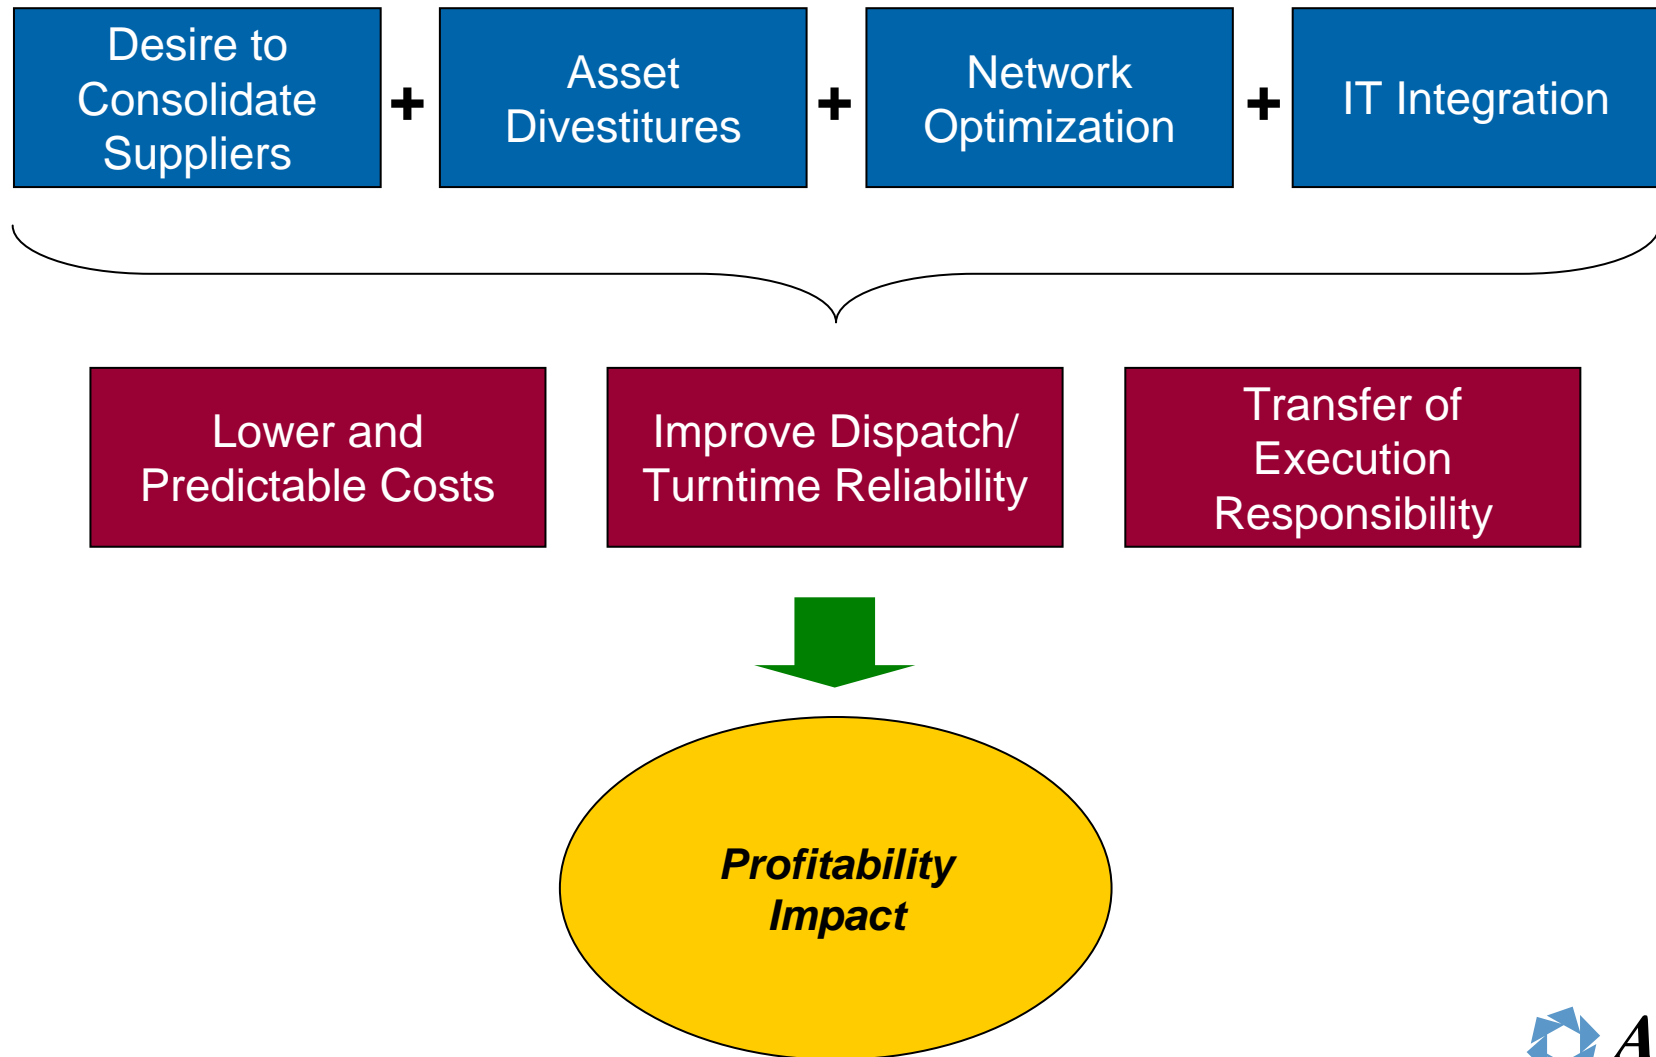 Desire to
Consolidate
Suppliers
+
Asset
Divestitures
+
Network
Optimization
+
IT Integration
Lower and
Predictable Costs
Improve Dispatch/
Turntime Reliability
Transfer of
Execution
Responsibility
Profitability
Impact
A